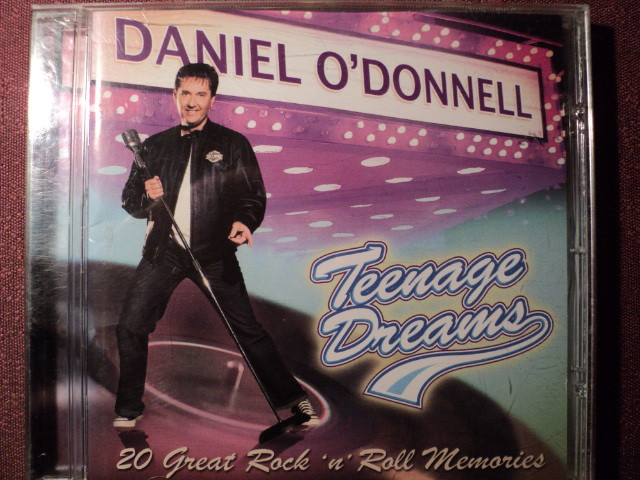 DANIEL O'DONNELL
Teenage
Dreams
20 Great Rock 'n' Roll Memories